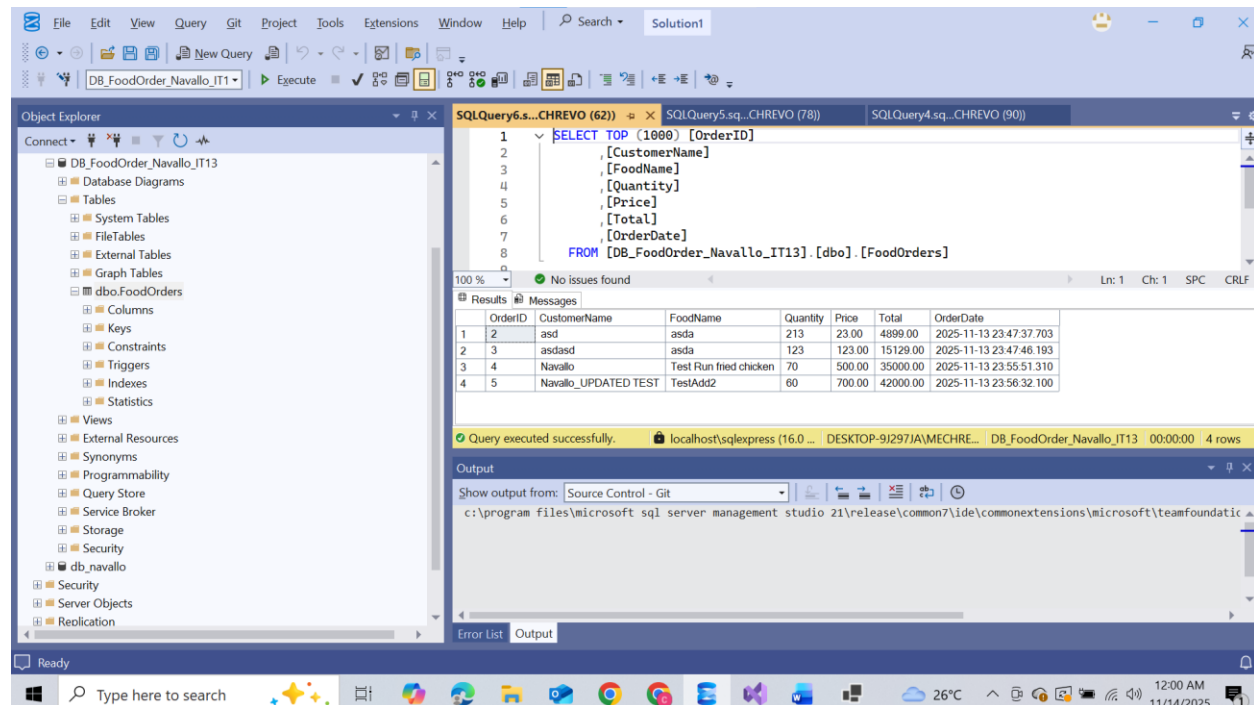 File Edit View Query Git Project Tools Extensions Window Help Search Solution1
New Query
DB_FoodOrder_Navallo_IT1 Execute
Object Explorer
Connect
DB_FoodOrder_Navallo_IT13
Database Diagrams
Tables
System Tables
FileTables
External Tables
Graph Tables
dbo.FoodOrders
Columns
Keys
Constraints
Triggers
Indexes
Statistics
Views
External Resources
Synonyms
Programmability
Query Store
Service Broker
Storage
Security
db_navallo
Security
Server Objects
Replication
SQLQuery6.s...CHREVO (62)) SQLQuery5.sq...CHREVO (78)) SQLQuery4.sq...CHREVO (90))
1 SELECT TOP (1000) [OrderID]
2 ,[CustomerName]
3 ,[FoodName]
4 ,[Quantity]
5 ,[Price]
6 ,[Total]
7 ,[OrderDate]
8 FROM [DB_FoodOrder_Navallo_IT13].[dbo].[FoodOrders]
100 % No issues found Ln: 1 Ch: 1 SPC CRLF
Results Messages
OrderID CustomerName FoodName Quantity Price Total OrderDate
1 2 asd asda 213 23.00 4899.00 2025-11-13 23:47:37.703
2 3 asdasd asda 123 123.00 15129.00 2025-11-13 23:47:46.193
3 4 Navallo Test Run fried chicken 70 500.00 35000.00 2025-11-13 23:55:51.310
4 5 Navallo_UPDATED TEST TestAdd2 60 700.00 42000.00 2025-11-13 23:56:32.100
Query executed successfully. localhost\sqlexpress (16.0 ... DESKTOP-9J297JA\MECHRE... DB_FoodOrder_Navallo_IT13 00:00:00 4 rows
Output
Show output from: Source Control - Git
c:\program files\microsoft sql server management studio 21\release\common7\ide\commonextensions\microsoft\teamfoundatic
Error List Output
Ready
Type here to search 26°C 12:00 AM
11/14/2025